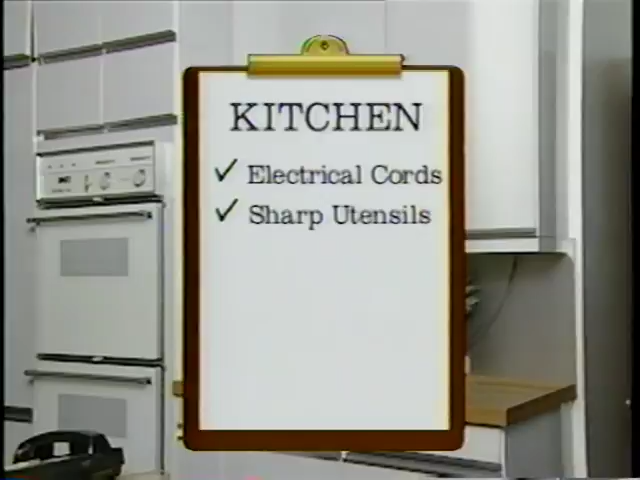 KITCHEN
✓ Electrical Cords
✓ Sharp Utensils